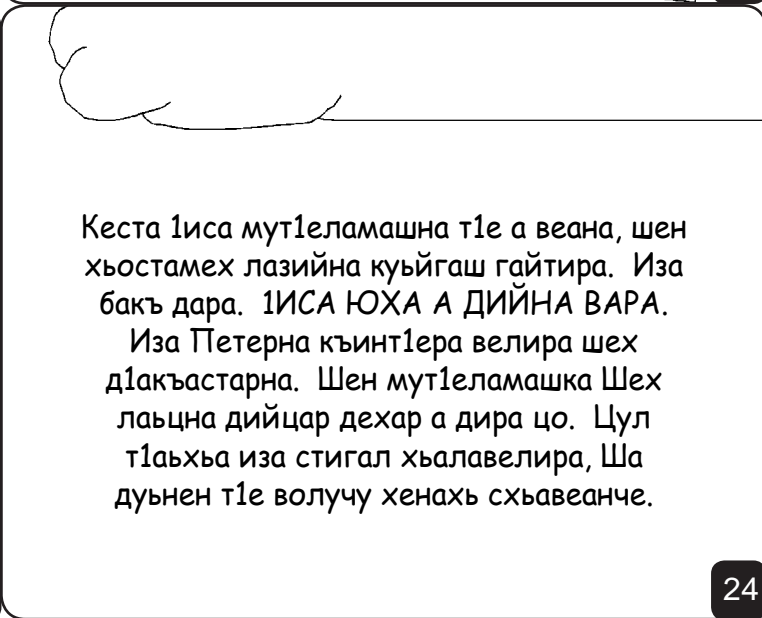 Кеста 1иса мут1еламашна т1е а веана, шен
хьостамех лазийна куьйгаш гайтира. Иза
бакъ дара. 1ИСА ЮХА А ДИЙНА ВАРА.
Иза Петерна къинт1ера велира шех
д1акъастарна. Шен мут1еламашка Шех
лаьцна дийцар дехар а дира цо. Цул
т1аьхьа иза стигал хьалавелира, Ша
дуьнен т1е волучу хенахь схьавеанче.
24